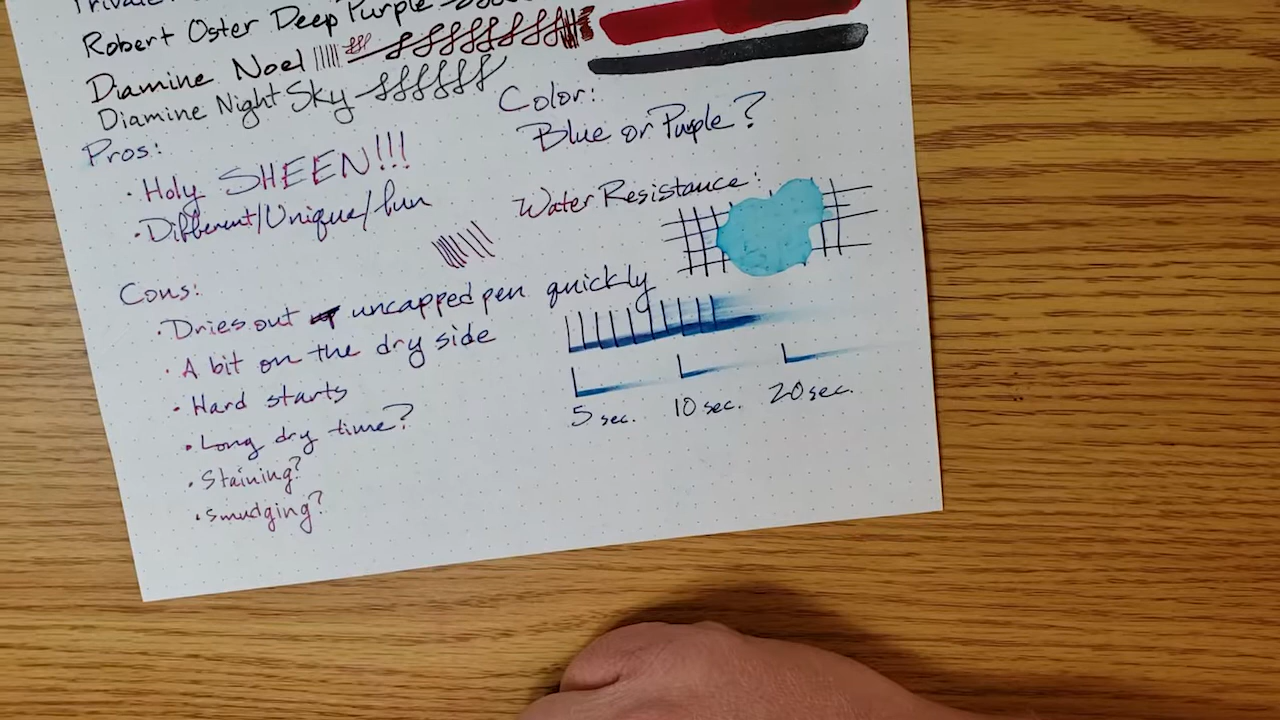 Private
Robert Oster Deep Purple
Diamine Noel
Diamine Night Sky
Pros:
· Holy SHEEN!!!
· Different/Unique/fun
Cons:
· Dries out uncapped pen quickly
· A bit on the dry side
· Hard starts
· Long dry time?
· Staining?
· Smudging?
Color:
Blue or Purple?
Water Resistance:
5 sec. 10 sec. 20 sec.